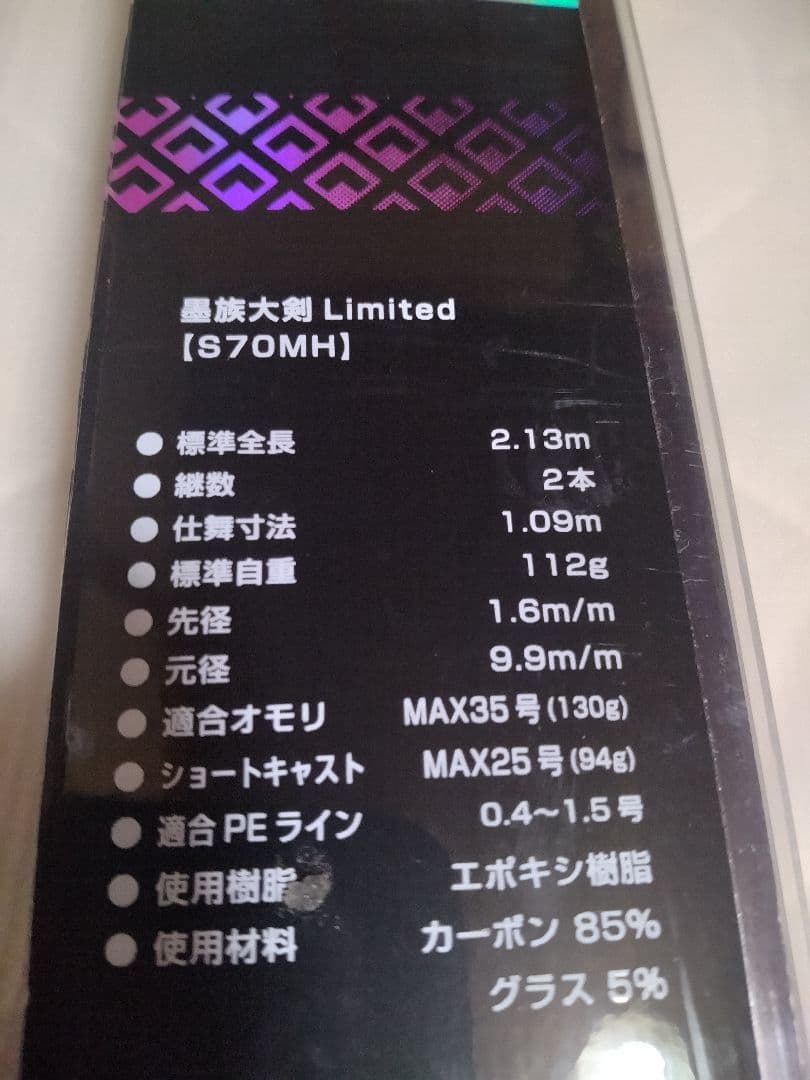 墨族大剣 Limited
【S70MH】
● 標準全長 2.13m
● 継数 2本
● 仕舞寸法 1.09m
● 標準自重 112g
● 先径 1.6m/m
● 元径 9.9m/m
● 適合オモリ MAX35号(130g)
● ショートキャスト MAX25号(94g)
● 適合PEライン 0.4～1.5号
● 使用樹脂 エポキシ樹脂
● 使用材料 カーボン 85%
グラス 5%